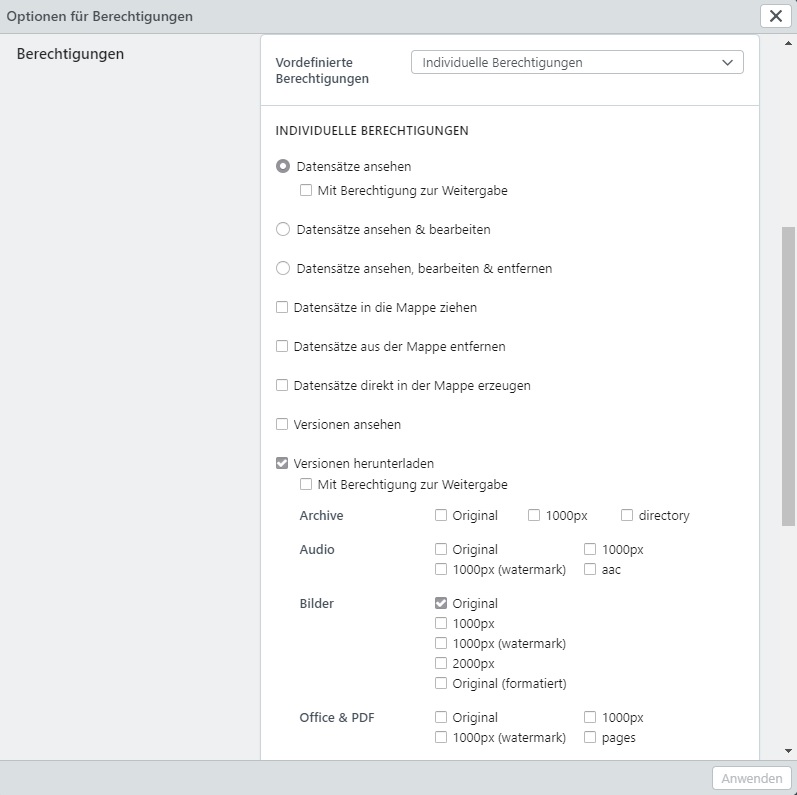 Optionen für Berechtigungen
Berechtigungen
Vordefinierte
Berechtigungen
Individuelle Berechtigungen
INDIVIDUELLE BERECHTIGUNGEN
Datensätze ansehen
Mit Berechtigung zur Weitergabe
Datensätze ansehen & bearbeiten
Datensätze ansehen, bearbeiten & entfernen
Datensätze in die Mappe ziehen
Datensätze aus der Mappe entfernen
Datensätze direkt in der Mappe erzeugen
Versionen ansehen
Versionen herunterladen
Mit Berechtigung zur Weitergabe
Archive Original 1000px directory
Audio Original 1000px
1000px (watermark) aac
Bilder Original
1000px
1000px (watermark)
2000px
Original (formatiert)
Office & PDF Original 1000px
1000px (watermark) pages
Anwenden